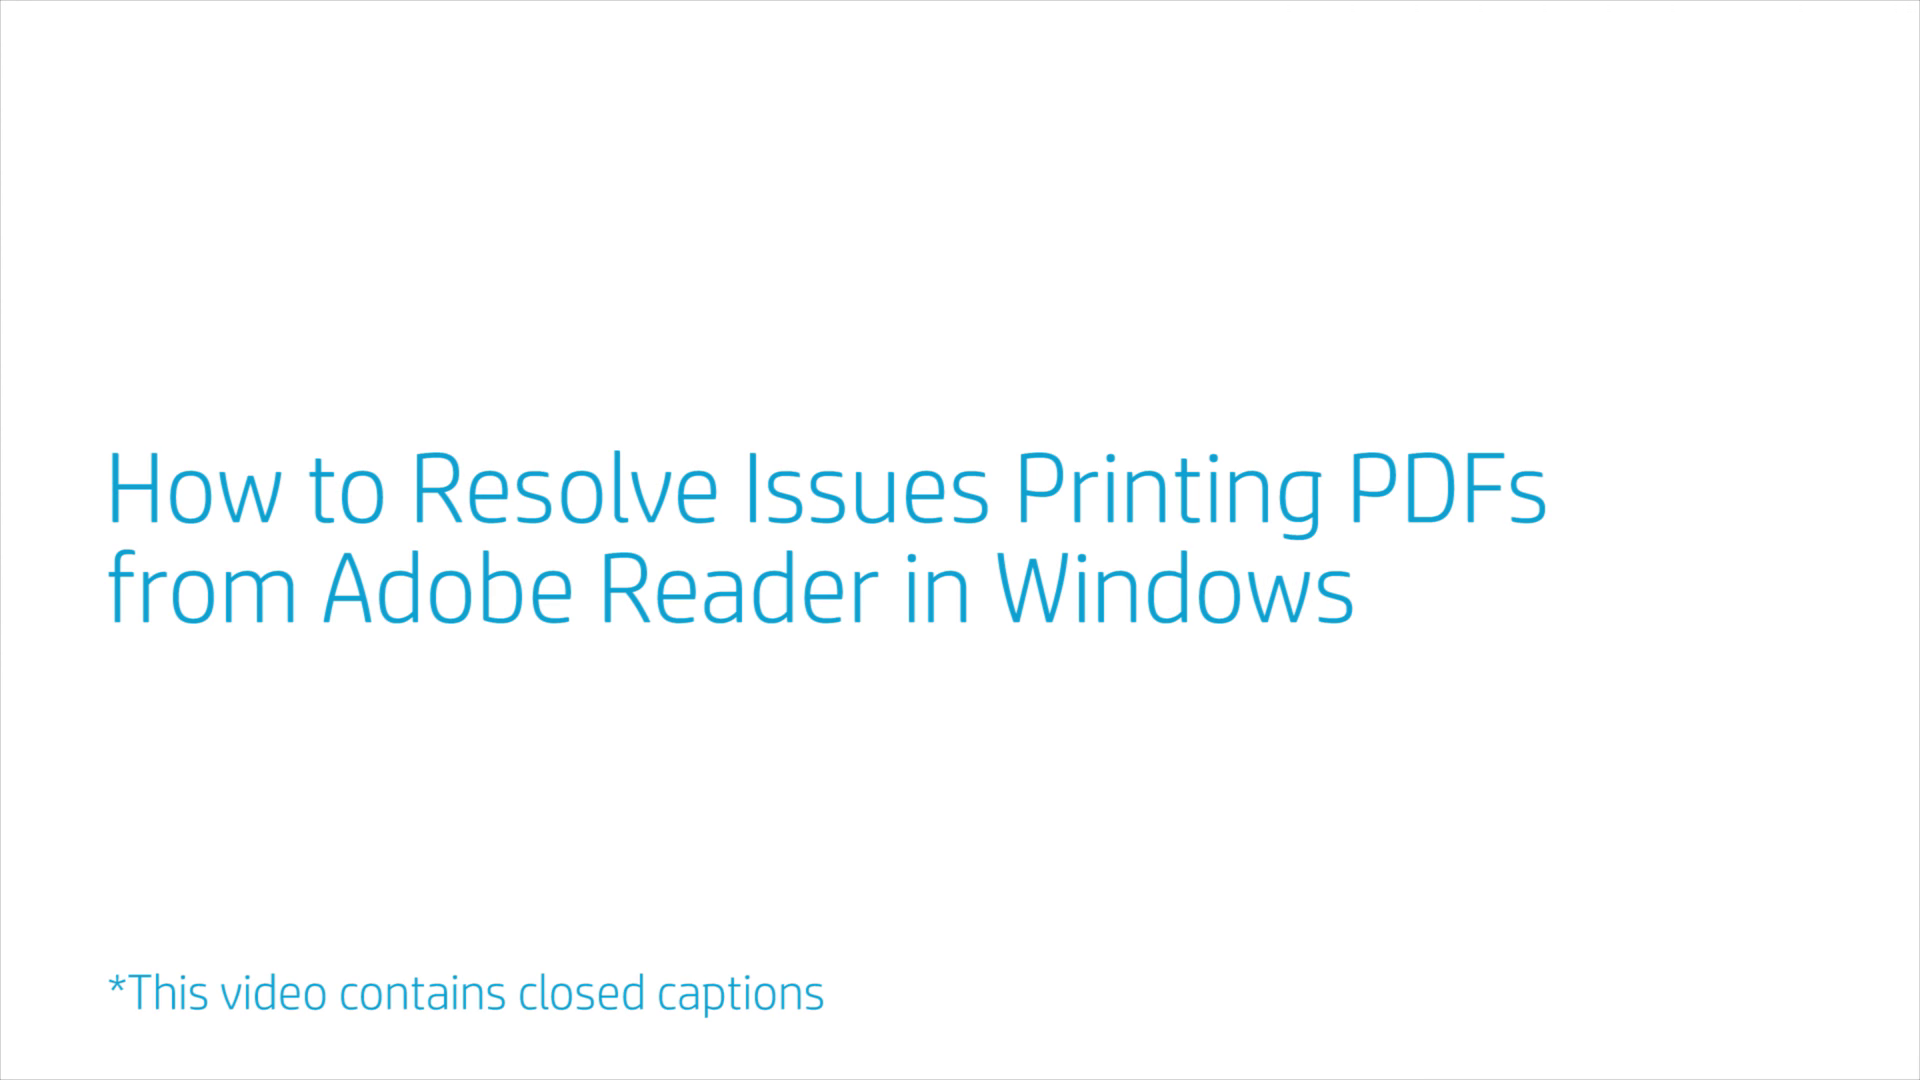 How to Resolve Issues Printing PDFs
from Adobe Reader in Windows
*This video contains closed captions